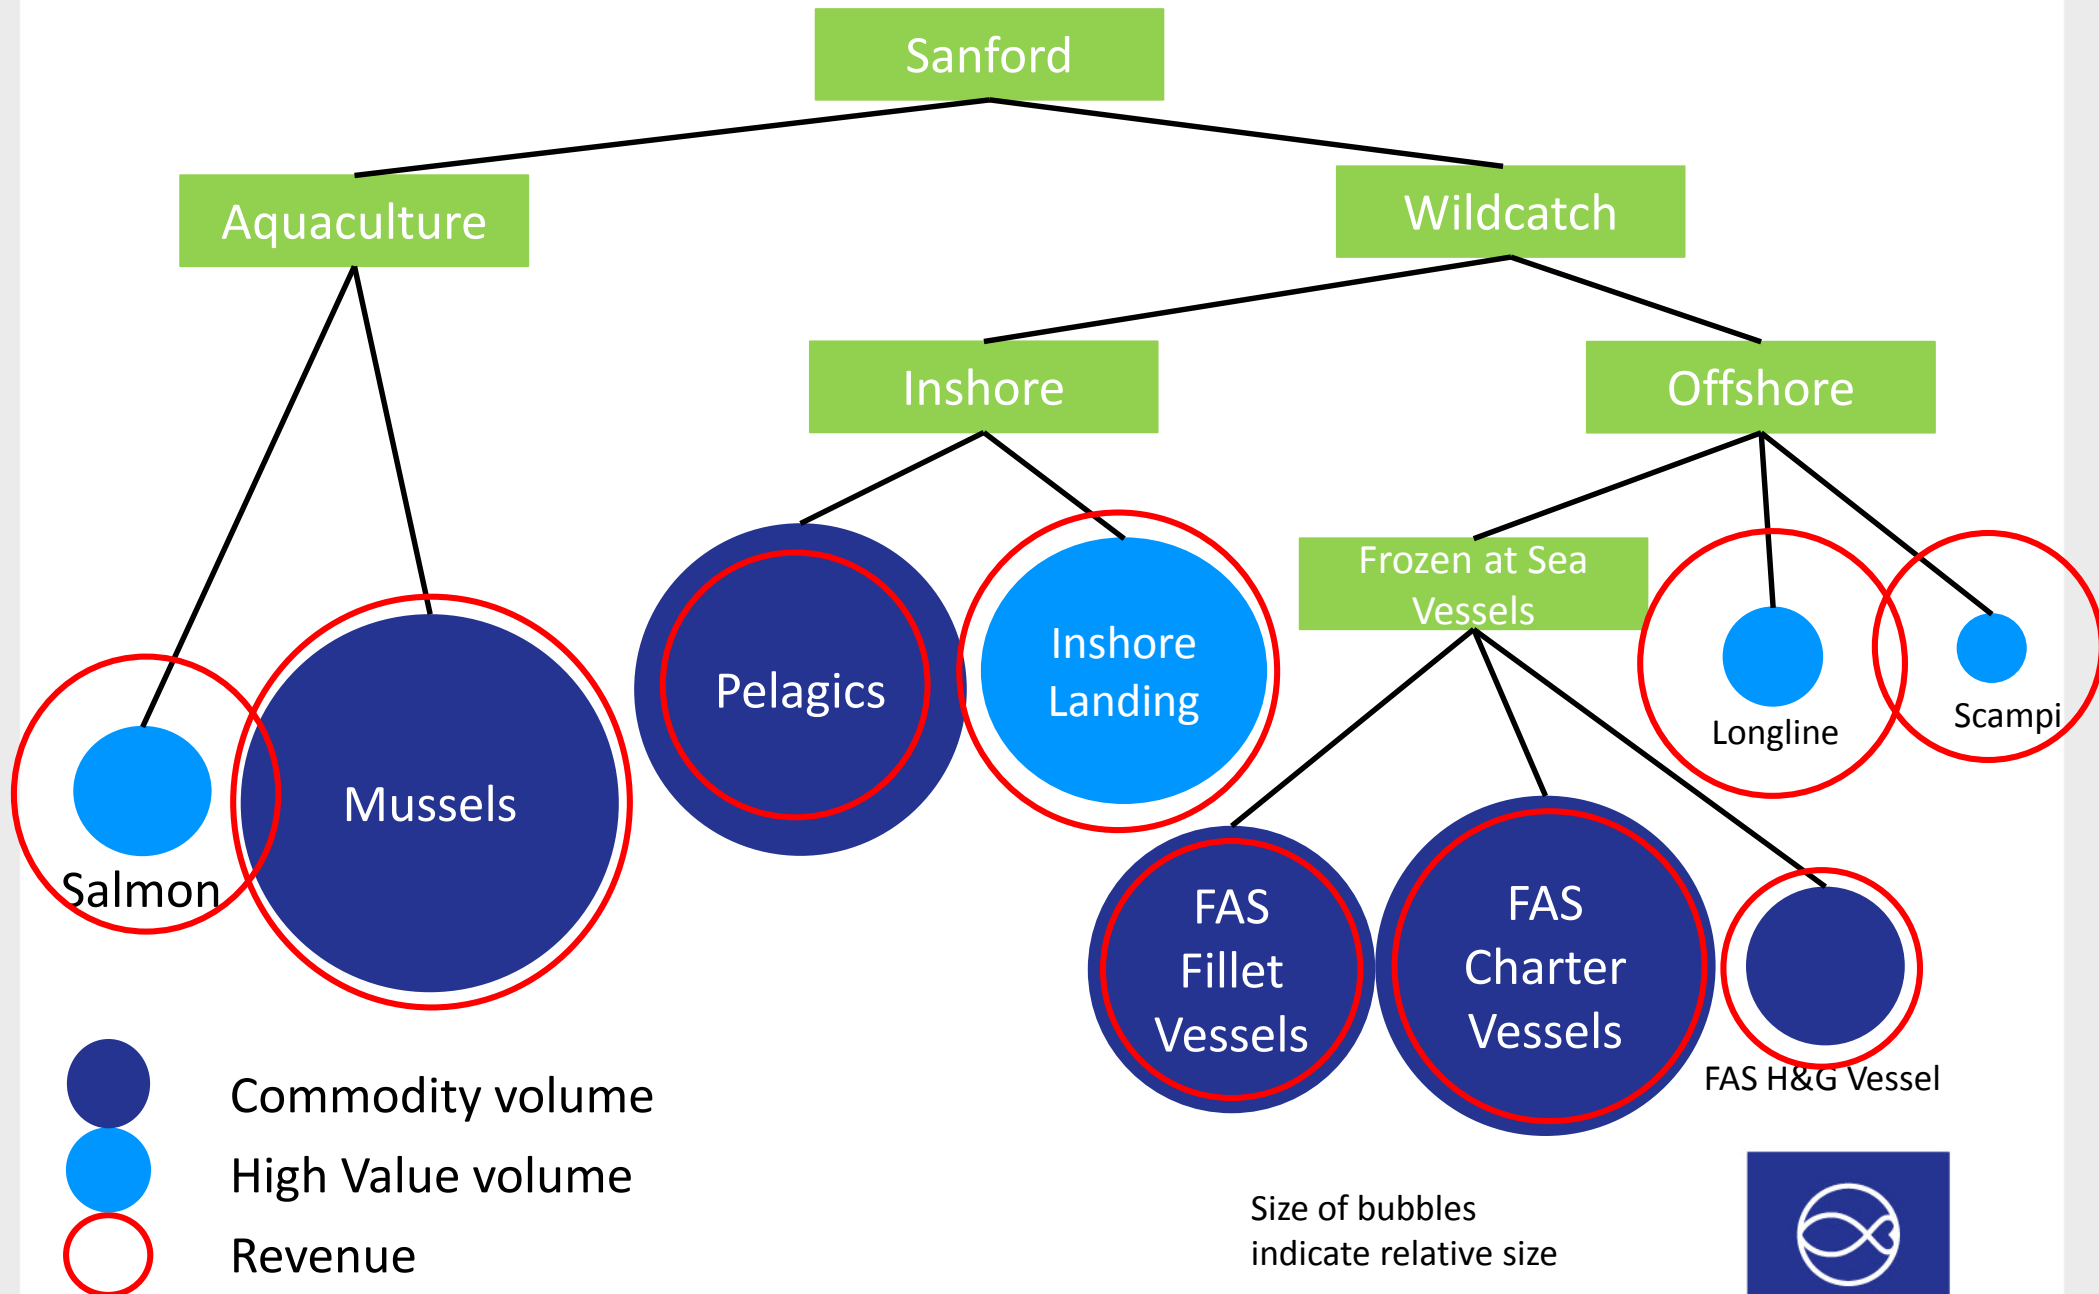 Sanford
Aquaculture
Wildcatch
Inshore
Offshore
Frozen at Sea
Vessels
Pelagics
Inshore
Landing
Longline
Scampi
Salmon
Mussels
FAS
Fillet
Vessels
FAS
Charter
Vessels
FAS H&G Vessel
Commodity volume
High Value volume
Revenue
Size of bubbles
indicate relative size